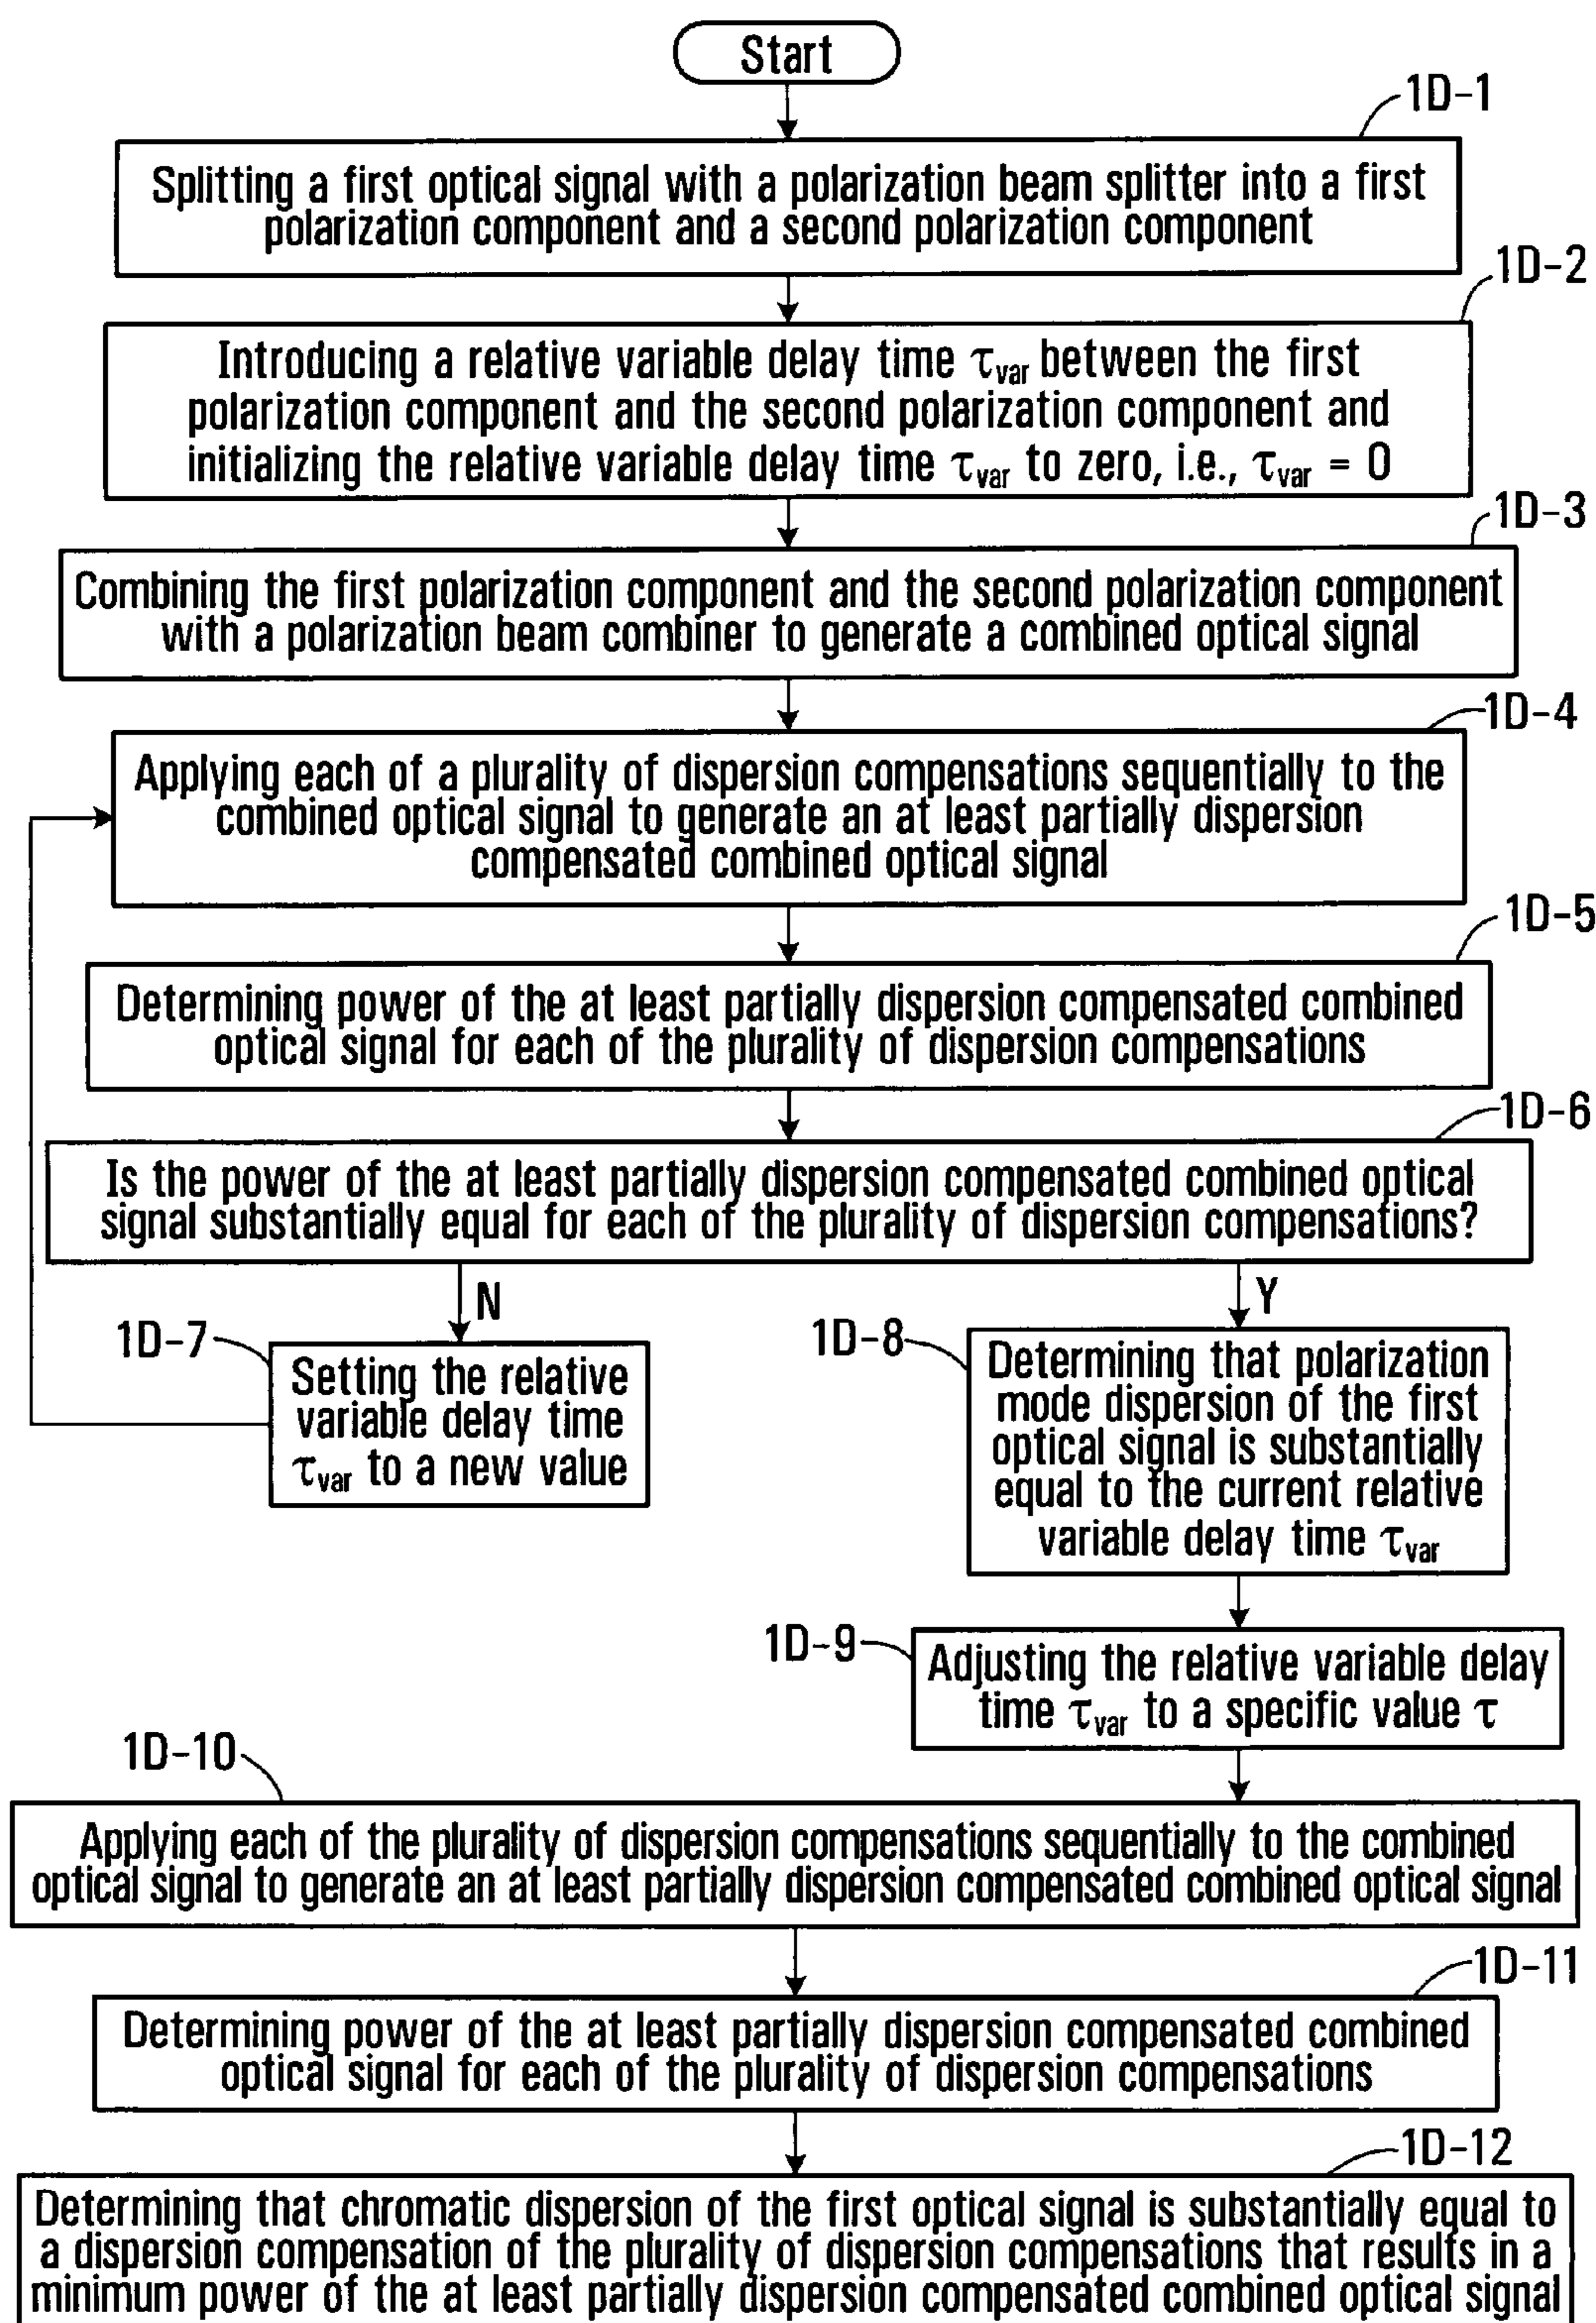 Start
1D-1
Splitting a first optical signal with a polarization beam splitter into a first
polarization component and a second polarization component
1D-2
Introducing a relative variable delay time τvar between the first
polarization component and the second polarization component and
initializing the relative variable delay time τvar to zero, i.e., τvar = 0
1D-3
Combining the first polarization component and the second polarization component
with a polarization beam combiner to generate a combined optical signal
1D-4
Applying each of a plurality of dispersion compensations sequentially to the
combined optical signal to generate an at least partially dispersion
compensated combined optical signal
1D-5
Determining power of the at least partially dispersion compensated combined
optical signal for each of the plurality of dispersion compensations
1D-6
Is the power of the at least partially dispersion compensated combined optical
signal substantially equal for each of the plurality of dispersion compensations?
N
Y
1D-7
Setting the relative
variable delay time
τvar to a new value
1D-8
Determining that polarization
mode dispersion of the first
optical signal is substantially
equal to the current relative
variable delay time τvar
1D-9
Adjusting the relative variable delay
time τvar to a specific value τ
1D-10
Applying each of the plurality of dispersion compensations sequentially to the combined
optical signal to generate an at least partially dispersion compensated combined optical signal
1D-11
Determining power of the at least partially dispersion compensated combined
optical signal for each of the plurality of dispersion compensations
1D-12
Determining that chromatic dispersion of the first optical signal is substantially equal to
a dispersion compensation of the plurality of dispersion compensations that results in a
minimum power of the at least partially dispersion compensated combined optical signal